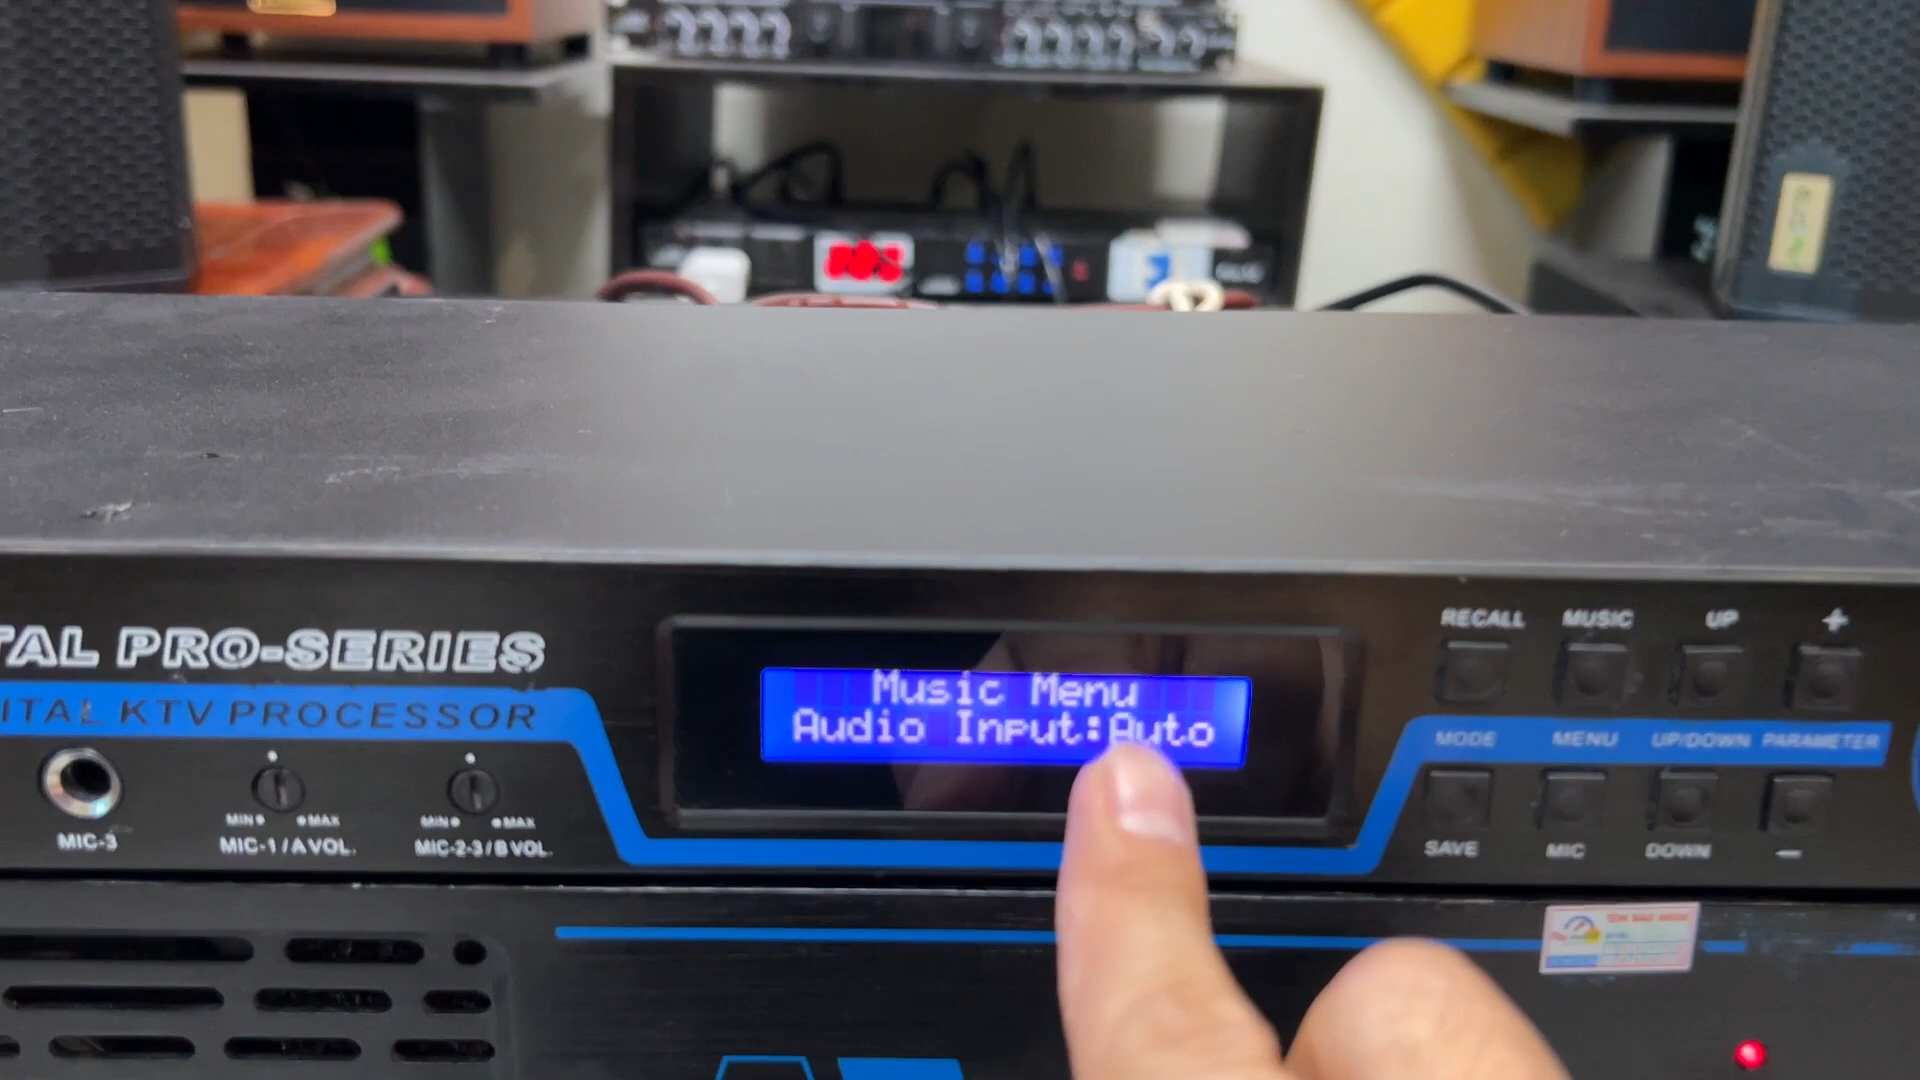 TAL PRO-SERIES
ITAL KTV PROCESSOR
MIC-3
MIN MAX
MIC-1/A VOL.
MIN MAX
MIC-2-3/B VOL.
Music Menu
Audio Input:Auto
RECALL MUSIC UP +
MODE MENU UP/DOWN PARAMETER
SAVE MIC DOWN −